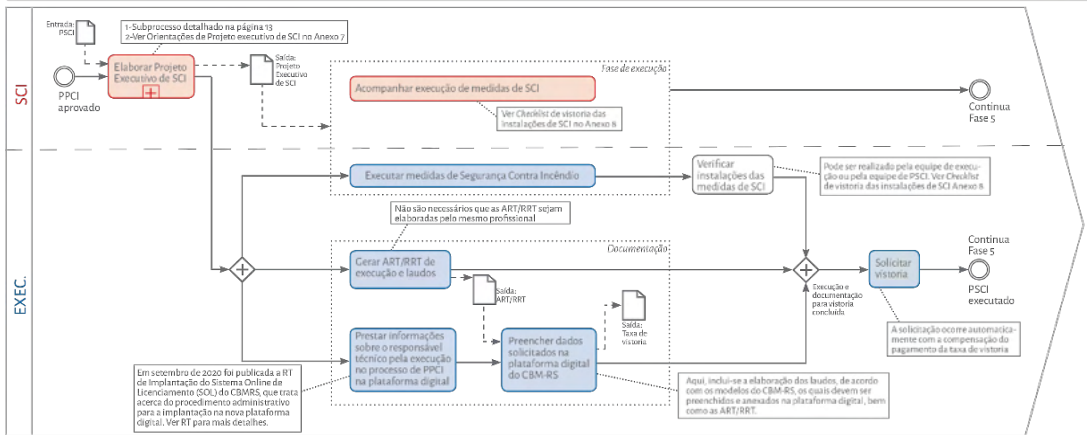 SCI
Entrada:
PSCI
1-Subprocesso detalhado na página 13
2-Ver Orientações de Projeto executivo de SCI no Anexo 7
PPCI
aprovado
Elaborar Projeto
Executivo de SCI
Saída:
Projeto
Executivo
de SCI
Fase de execução
Acompanhar execução de medidas de SCI
Ver Checklist de vistoria das
Instalações de SCI no Anexo 8
Continua
Fase 5
EXEC.
Executar medidas de Segurança Contra Incêndio
Verificar
instalações das
medidas de SCI
Pode ser realizado pela equipe de execu-
ção ou pela equipe de PSCI. Ver Checklist
de vistoria das instalações de SCI Anexo 8
Não são necessários que as ART/RRT sejam
elaboradas pelo mesmo profissional
Documentação
Gerar ART/RRT de
execução e laudos
Saída:
ART/RRT
Saída:
Taxa de
vistoria
Execução e
documentação
para vistoria
concluída
Solicitar
vistoria
Continua
Fase 5
PSCI
executado
A solicitação ocorre automatica-
mente com a compensação do
pagamento da taxa de vistoria
Prestar informações
sobre o responsável
técnico pela execução
no processo de PPCI
na plataforma digital
Preencher dados
solicitados na
plataforma digital
do CBM-RS
Em setembro de 2020 foi publicada a RT
de Implantação do Sistema Online de
Licenciamento (SOL) do CBMRS, que trata
acerca do procedimento administrativo
para a implantação na nova plataforma
digital. Ver RT para mais detalhes.
Aqui, inclui-se a elaboração dos laudos, de acordo
com os modelos do CBM-RS, os quais devem ser
preenchidos e anexados na plataforma digital, bem
como as ART/RRT.